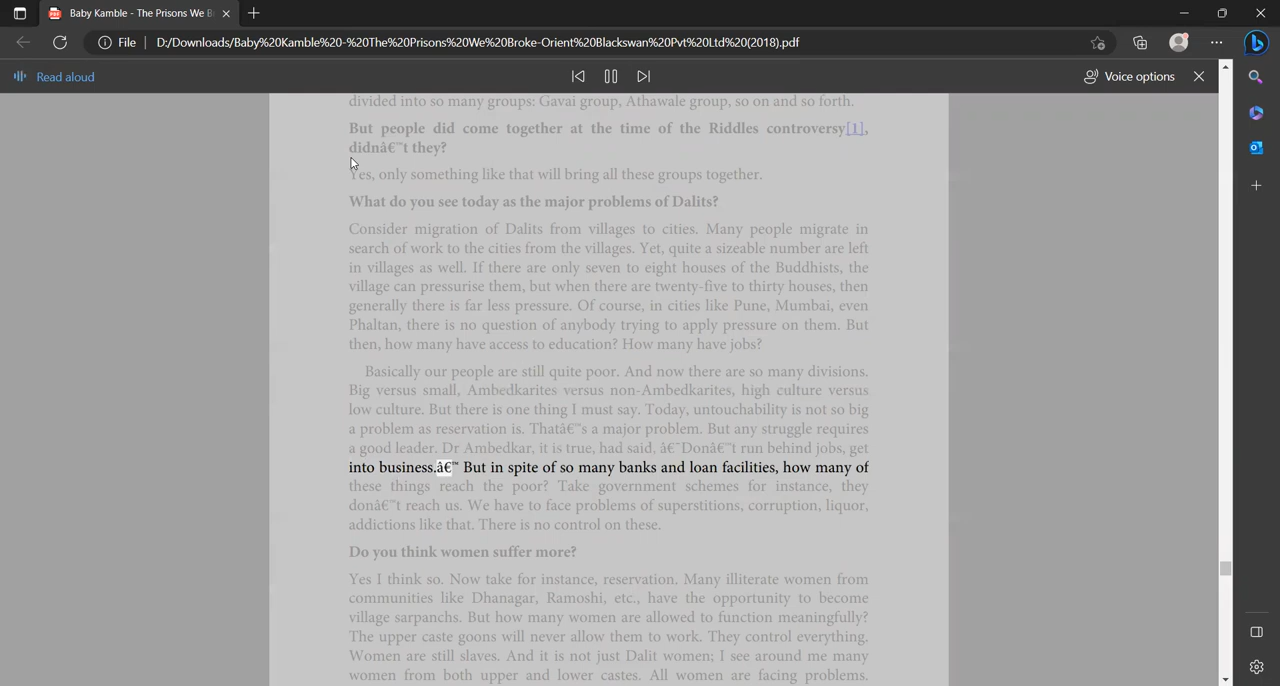 Baby Kamble - The Prisons We B
File
D:/Downloads/Baby%20Kamble%20-%20The%20Prisons%20We%20Broke-Orient%20Blackswan%20Pvt%20Ltd%20(2018).pdf
Read aloud
Voice options
divided into so many groups: Gavai group, Athawale group, so on and so forth.
But people did come together at the time of the Riddles controversy[1],
didnâ€™t they?
Yes, only something like that will bring all these groups together.
What do you see today as the major problems of Dalits?
Consider migration of Dalits from villages to cities. Many people migrate in
search of work to the cities from the villages. Yet, quite a sizeable number are left
in villages as well. If there are only seven to eight houses of the Buddhists, the
village can pressurise them, but when there are twenty-five to thirty houses, then
generally there is far less pressure. Of course, in cities like Pune, Mumbai, even
Phaltan, there is no question of anybody trying to apply pressure on them. But
then, how many have access to education? How many have jobs?
Basically our people are still quite poor. And now there are so many divisions.
Big versus small, Ambedkarites versus non-Ambedkarites, high culture versus
low culture. But there is one thing I must say. Today, untouchability is not so big
a problem as reservation is. Thatâ€™s a major problem. But any struggle requires
a good leader. Dr Ambedkar, it is true, had said, â€˜Donâ€™t run behind jobs, get
into business.â€™ But in spite of so many banks and loan facilities, how many of
these things reach the poor? Take government schemes for instance, they
donâ€™t reach us. We have to face problems of superstitions, corruption, liquor,
addictions like that. There is no control on these.
Do you think women suffer more?
Yes I think so. Now take for instance, reservation. Many illiterate women from
communities like Dhanagar, Ramoshi, etc., have the opportunity to become
village sarpanchs. But how many women are allowed to function meaningfully?
The upper caste goons will never allow them to work. They control everything.
Women are still slaves. And it is not just Dalit women; I see around me many
women from both upper and lower castes. All women are facing problems.